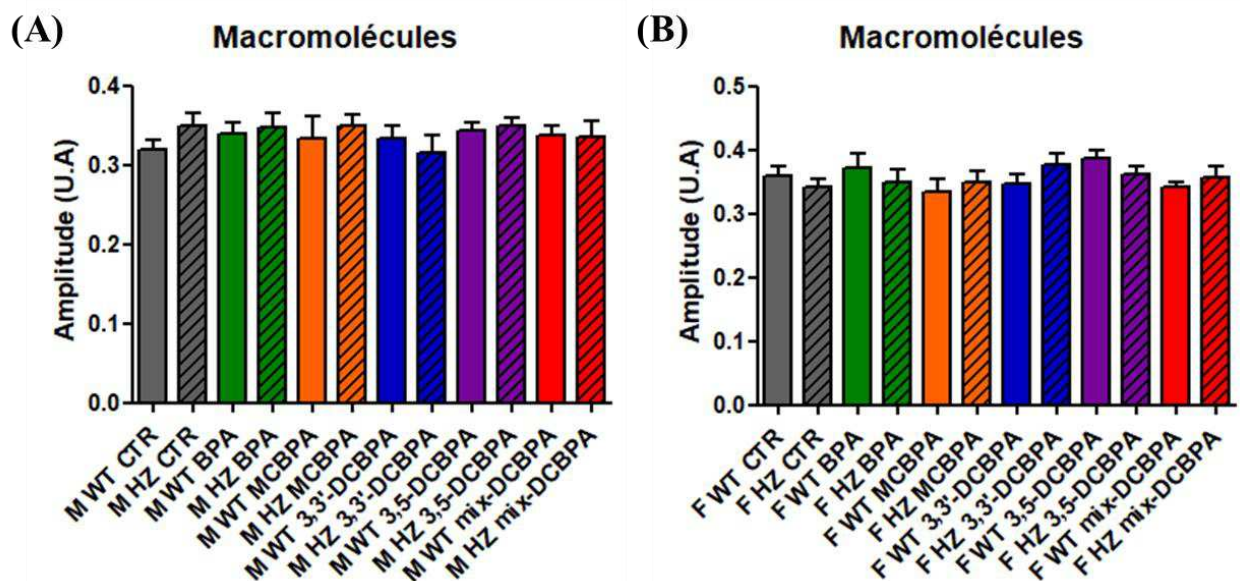 (A)
Macromolécules
Amplitude (U.A)
0.4
0.3
0.2
0.1
0.0
M WT CTR
M HZ CTR
M WT BPA
M HZ BPA
M WT MCBPA
M HZ MCBPA
M WT 3,3'-DCBPA
M HZ 3,3'-DCBPA
M WT 3,5-DCBPA
M HZ 3,5-DCBPA
M WT mix-DCBPA
M HZ mix-DCBPA
(B)
Macromolécules
Amplitude (U.A)
0.5
0.4
0.3
0.2
0.1
0.0
F WT CTR
F HZ CTR
F WT BPA
F HZ BPA
F WT MCBPA
F HZ MCBPA
F WT 3,3'-DCBPA
F HZ 3,3'-DCBPA
F WT 3,5-DCBPA
F HZ 3,5-DCBPA
F WT mix-DCBPA
F HZ mix-DCBPA